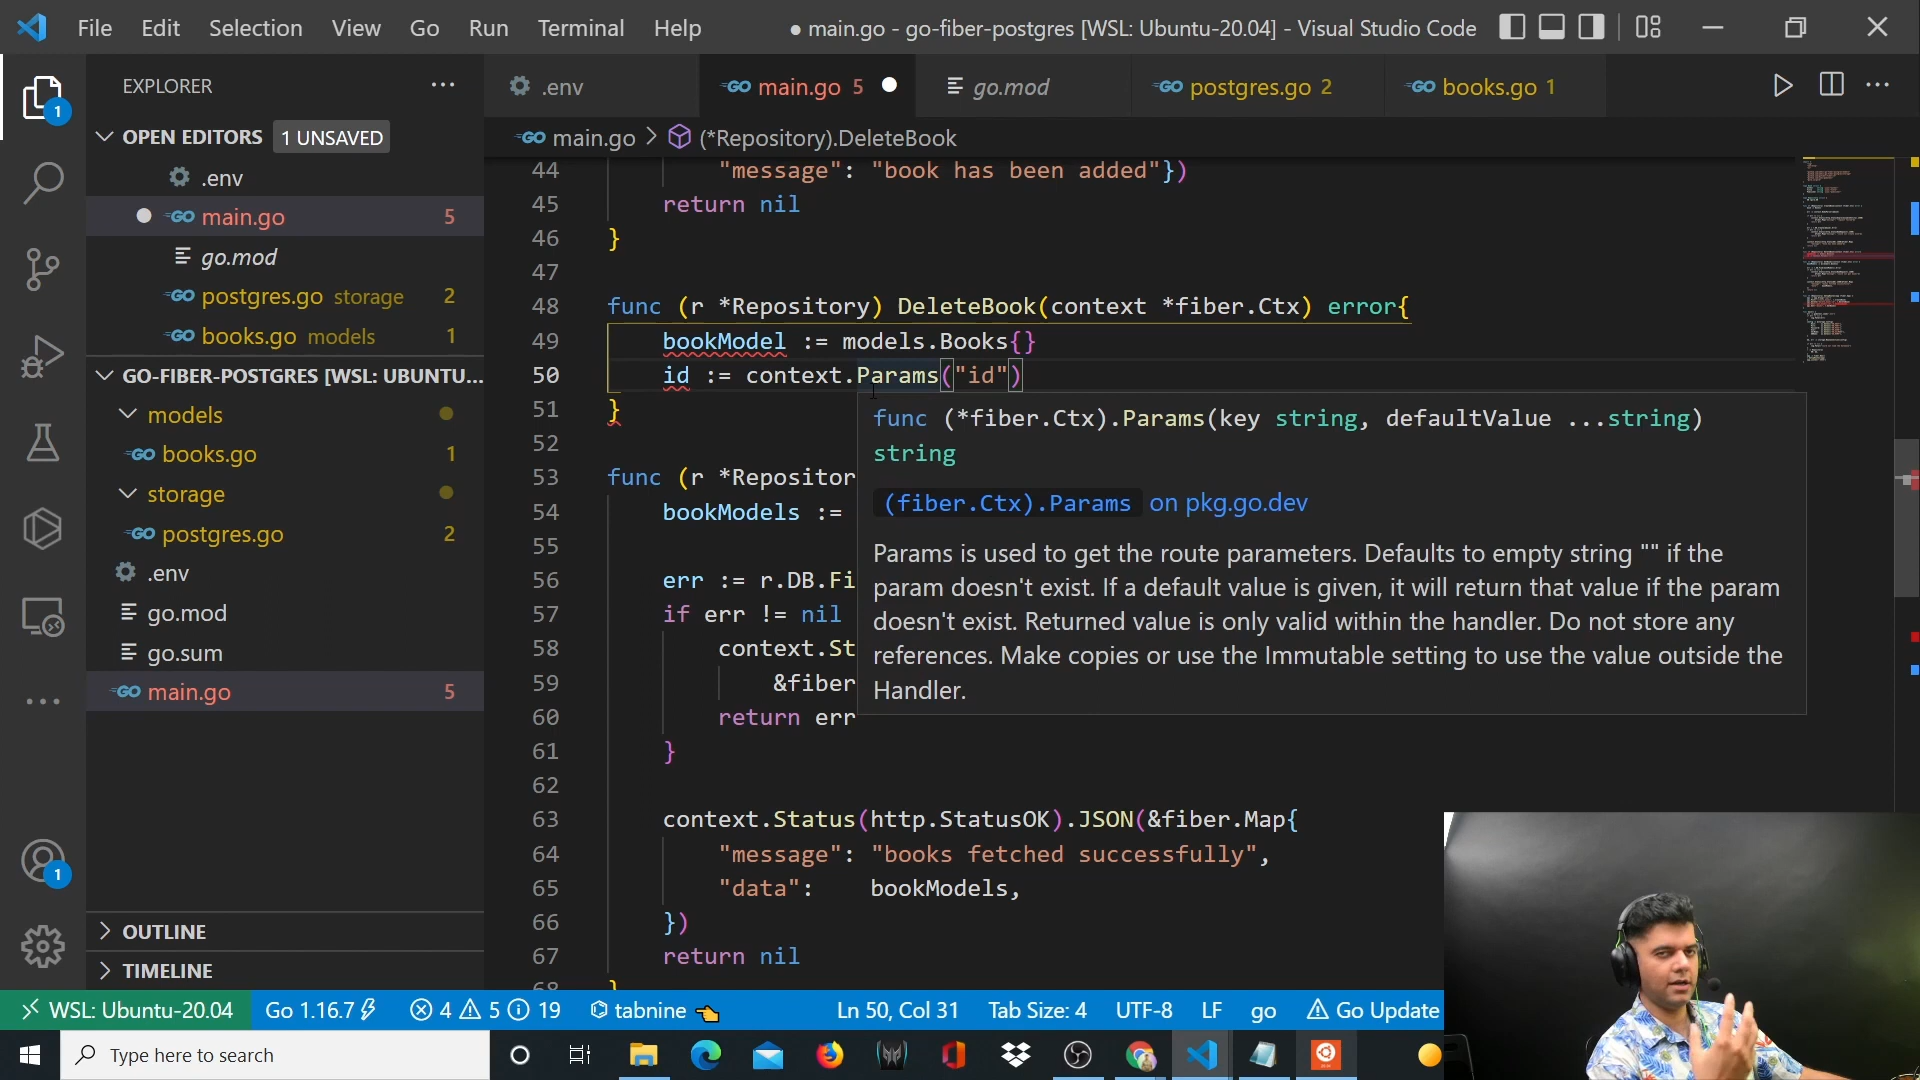 File Edit Selection View Go Run Terminal Help
● main.go - go-fiber-postgres [WSL: Ubuntu-20.04] - Visual Studio Code
EXPLORER
.env
main.go 5
go.mod
postgres.go 2
books.go 1
OPEN EDITORS 1 UNSAVED
.env
main.go 5
go.mod
postgres.go storage 2
books.go models 1
GO-FIBER-POSTGRES [WSL: UBUNTU...
models
books.go 1
storage
postgres.go 2
.env
go.mod
go.sum
main.go 5
OUTLINE
TIMELINE
1
1
main.go > (*Repository).DeleteBook
44 "message": "book has been added"})
45 return nil
46 }
47
48 func (r *Repository) DeleteBook(context *fiber.Ctx) error{
49 bookModel := models.Books{}
50 id := context.Params("id")
51 }
52
53 func (r *Repositor
54 bookModels :=
55
56 err := r.DB.Fi
57 if err != nil
58 context.St
59 &fiber
60 return err
61 }
62
63 context.Status(http.StatusOK).JSON(&fiber.Map{
64 "message": "books fetched successfully",
65 "data": bookModels,
66 })
67 return nil
68 }
func (*fiber.Ctx).Params(key string, defaultValue ...string)
string
(fiber.Ctx).Params on pkg.go.dev
Params is used to get the route parameters. Defaults to empty string "" if the
param doesn't exist. If a default value is given, it will return that value if the param
doesn't exist. Returned value is only valid within the handler. Do not store any
references. Make copies or use the Immutable setting to use the value outside the
Handler.
WSL: Ubuntu-20.04 Go 1.16.7 4 5 19 tabnine Ln 50, Col 31 Tab Size: 4 UTF-8 LF go Go Update
Type here to search